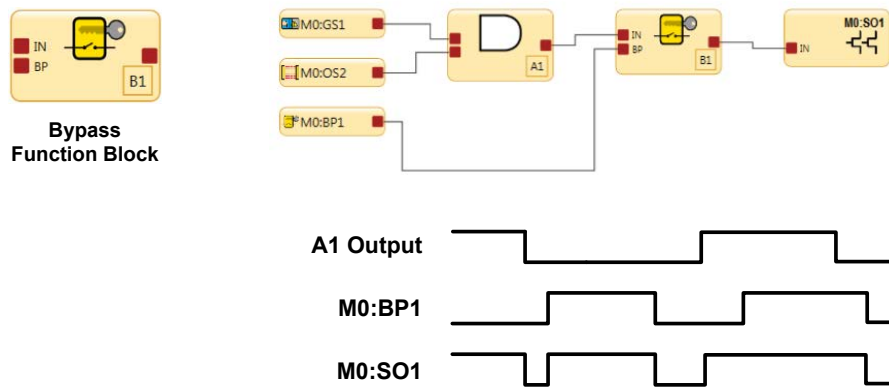 IN
BP
B1
Bypass
Function Block
M0:GS1
M0:OS2
M0:BP1
A1
IN
BP
B1
M0:SO1
IN
A1 Output
M0:BP1
M0:SO1